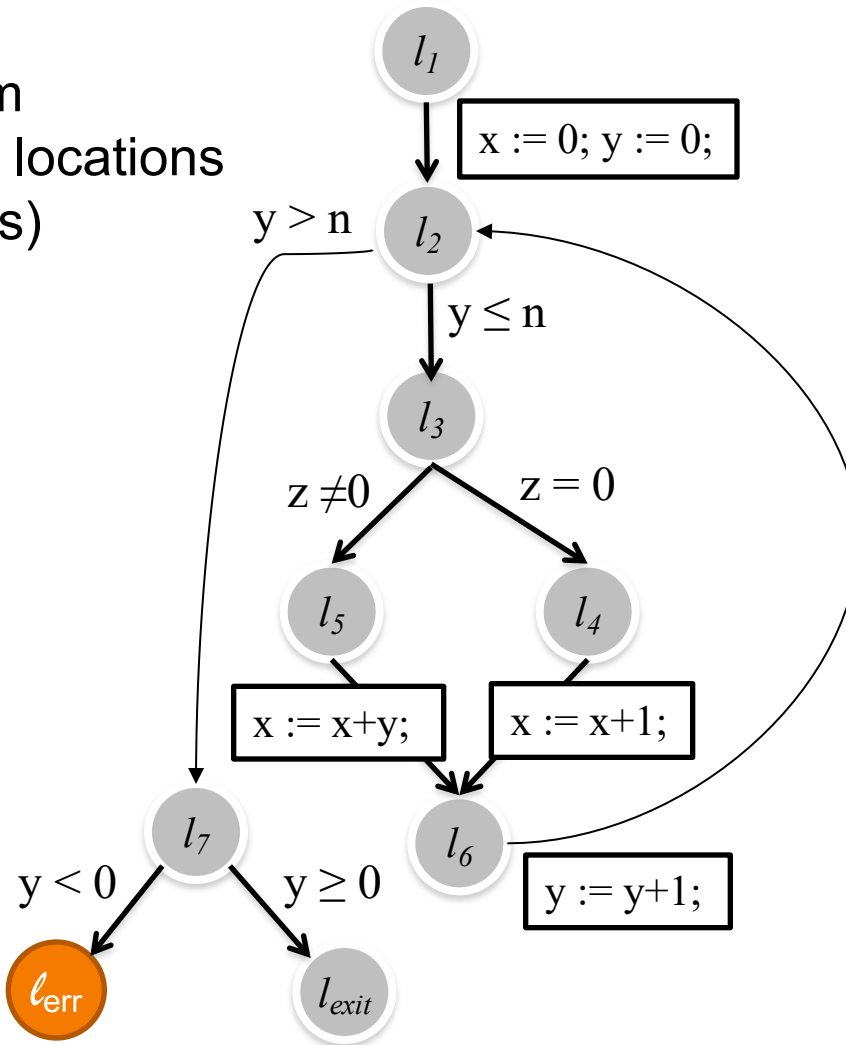 l1
m
x := 0; y := 0;
locations
s)
y > n
l2
y ≤ n
l3
z ≠0
z = 0
l5
l4
x := x+y;
x := x+1;
l7
l6
y < 0
y ≥ 0
y := y+1;
ℓerr
lexit